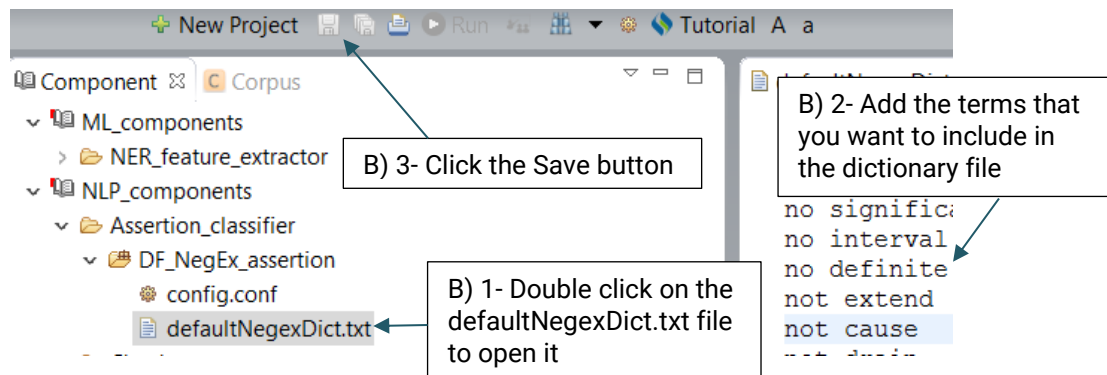 New Project Run Tutorial A a
Component Corpus
ML_components
NER_feature_extractor
NLP_components
Assertion_classifier
DF_NegEx_assertion
config.conf
defaultNegexDict.txt
B) 3- Click the Save button
B) 1- Double click on the
defaultNegexDict.txt file
to open it
B) 2- Add the terms that
you want to include in
the dictionary file
no signific
no interval
no definite
not extend
not cause